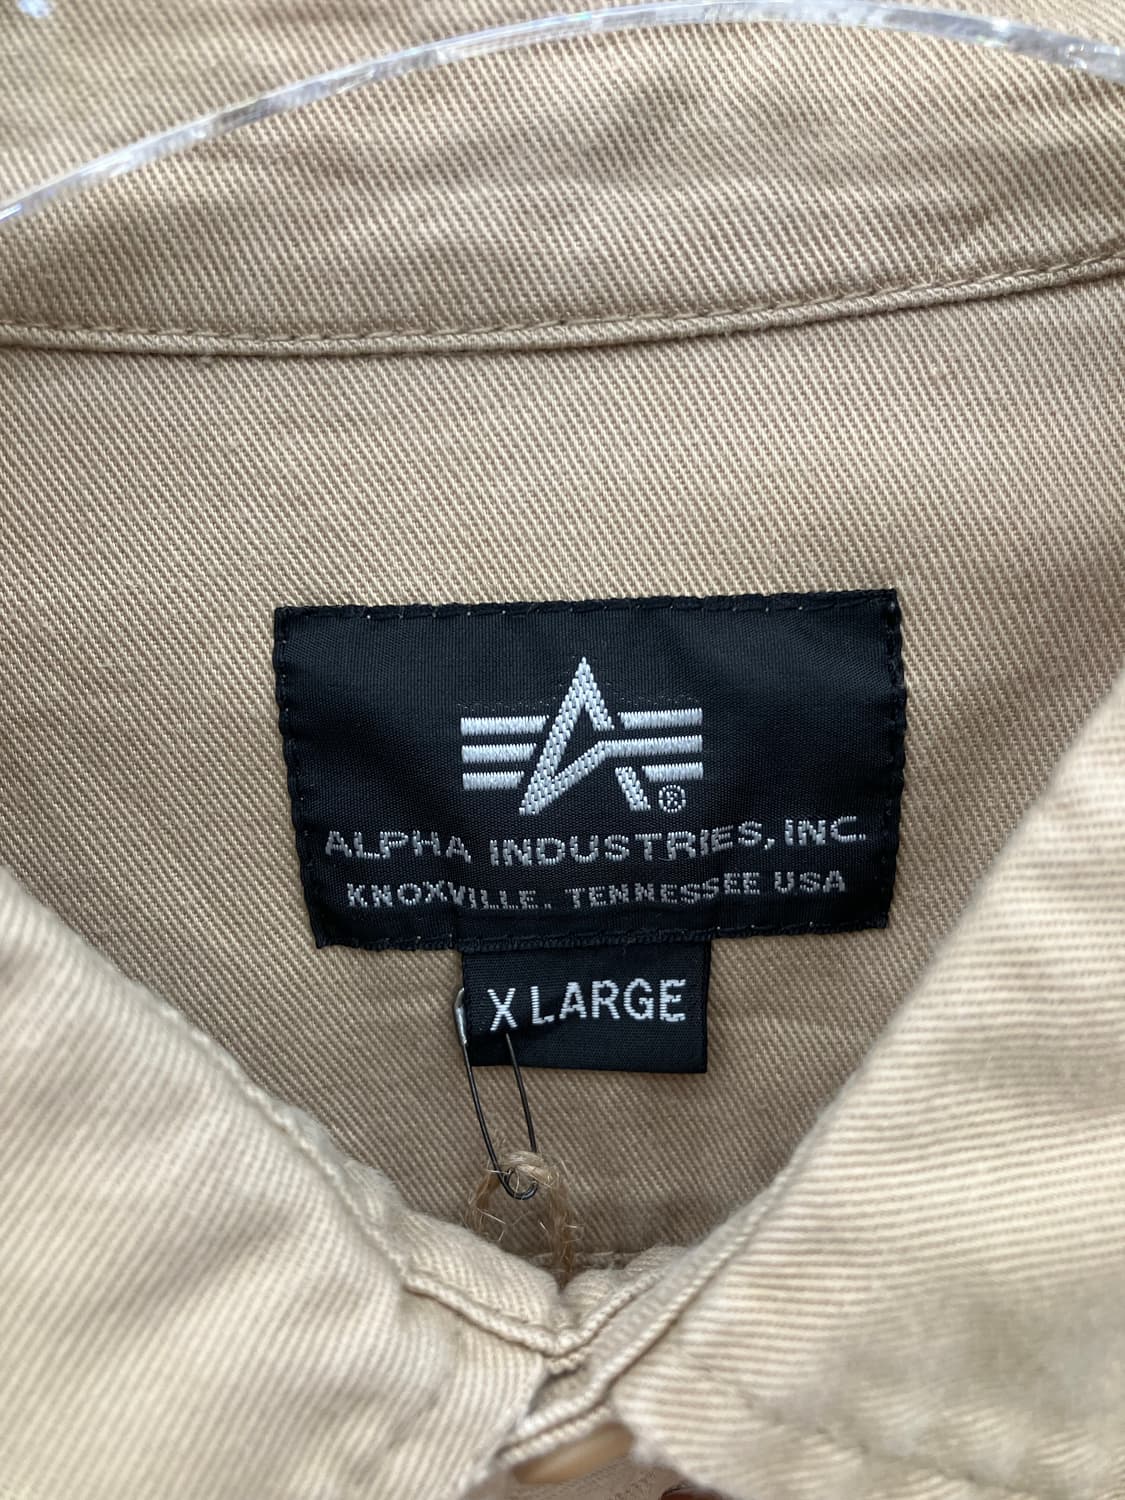 ®
ALPHA INDUSTRIES, INC.
KNOXVILLE. TENNESSEE USA
X LARGE